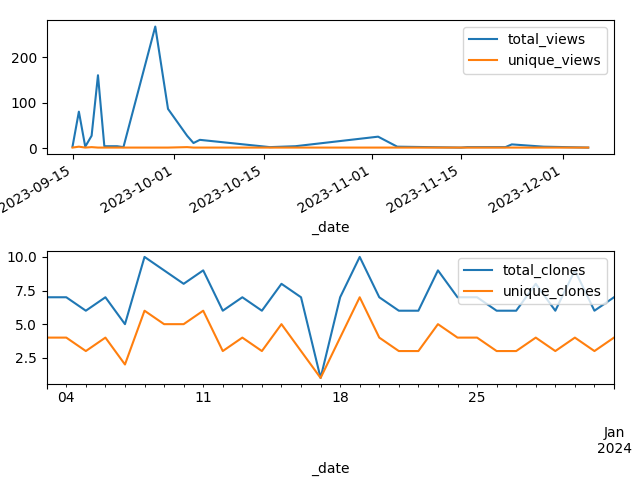 200
100
0
total_views
unique_views
2023-09-15
2023-10-01
2023-10-15
2023-11-01
2023-11-15
2023-12-01
_date
10.0
7.5
5.0
2.5
total_clones
unique_clones
04
11
18
25
Jan
2024
_date